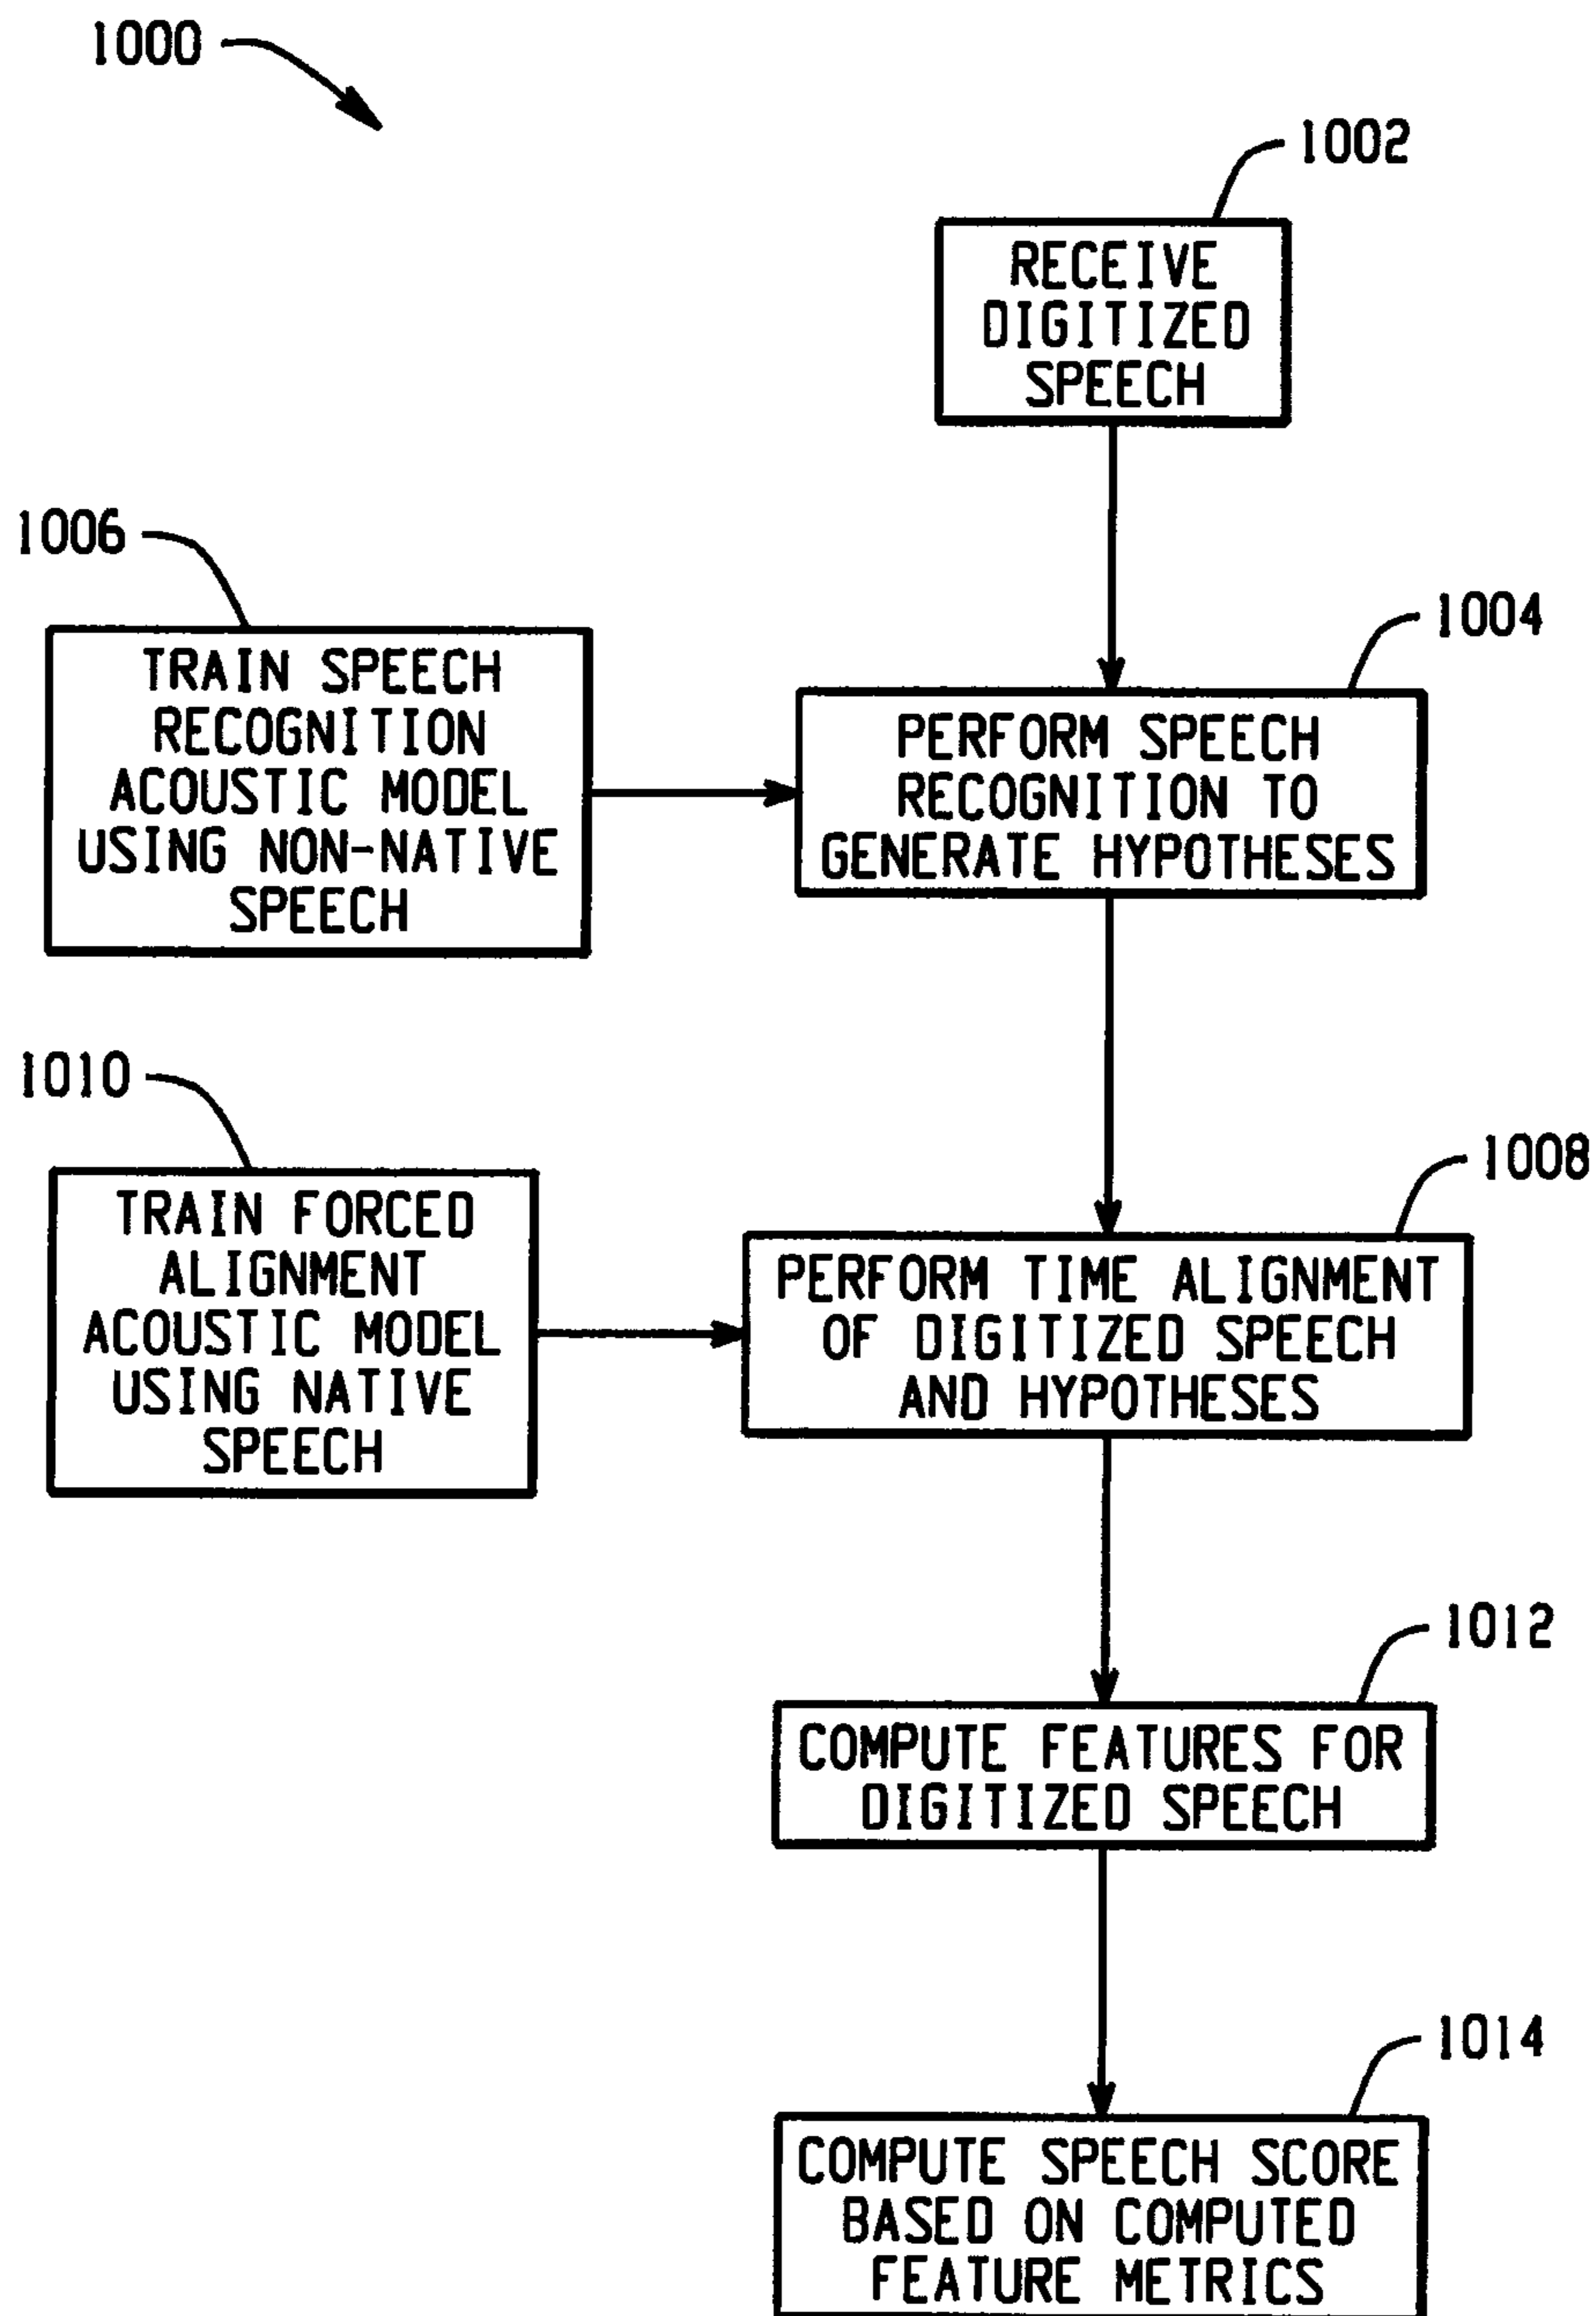 1000
1002
RECEIVE
DIGITIZED
SPEECH
1006
TRAIN SPEECH
RECOGNITION
ACOUSTIC MODEL
USING NON-NATIVE
SPEECH
1004
PERFORM SPEECH
RECOGNITION TO
GENERATE HYPOTHESES
1010
TRAIN FORCED
ALIGNMENT
ACOUSTIC MODEL
USING NATIVE
SPEECH
1008
PERFORM TIME ALIGNMENT
OF DIGITIZED SPEECH
AND HYPOTHESES
1012
COMPUTE FEATURES FOR
DIGITIZED SPEECH
1014
COMPUTE SPEECH SCORE
BASED ON COMPUTED
FEATURE METRICS